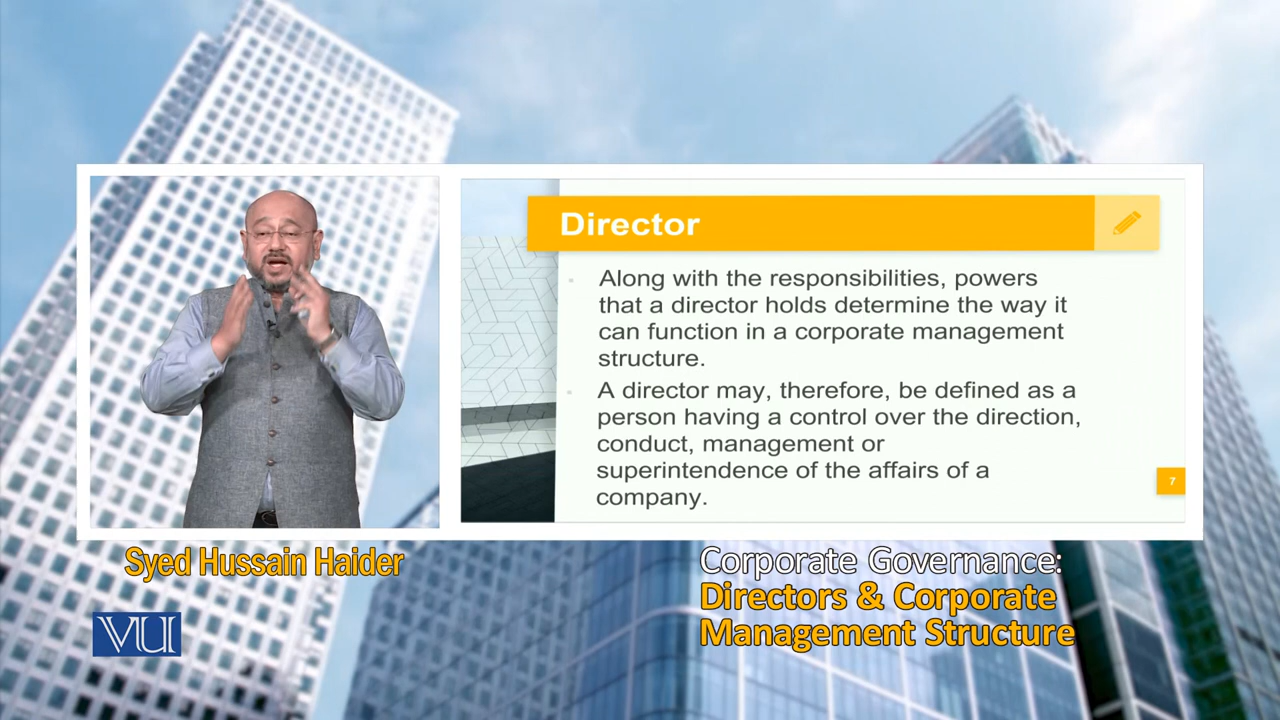 Director
Along with the responsibilities, powers
that a director holds determine the way it
can function in a corporate management
structure.
A director may, therefore, be defined as a
person having a control over the direction,
conduct, management or
superintendence of the affairs of a
company.
7
Syed Hussain Haider
VU
Corporate Governance:
Directors & Corporate
Management Structure